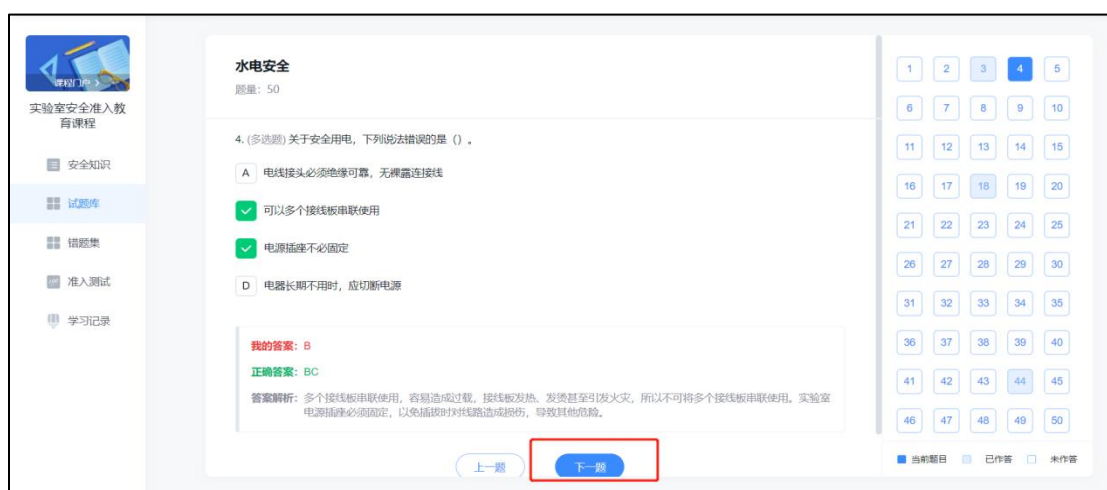 课程门户 >
实验室安全准入教
育课程
安全知识
试题库
错题集
准入测试
学习记录
水电安全
题量：50
4. (多选题) 关于安全用电，下列说法错误的是（）。
A 电线接头必须绝缘可靠，无裸露连接线
可以多个接线板串联使用
电源插座不必固定
D 电器长期不用时，应切断电源
我的答案：B
正确答案：BC
答案解析：多个接线板串联使用，容易造成过载，接线板发热、发烫甚至引发火灾，所以不可将多个接线板串联使用。实验室
电源插座必须固定，以免插拔时对线路造成损伤，导致其他危险。
上一题 下一题
1 2 3 4 5
6 7 8 9 10
11 12 13 14 15
16 17 18 19 20
21 22 23 24 25
26 27 28 29 30
31 32 33 34 35
36 37 38 39 40
41 42 43 44 45
46 47 48 49 50
当前题目 已作答 未作答